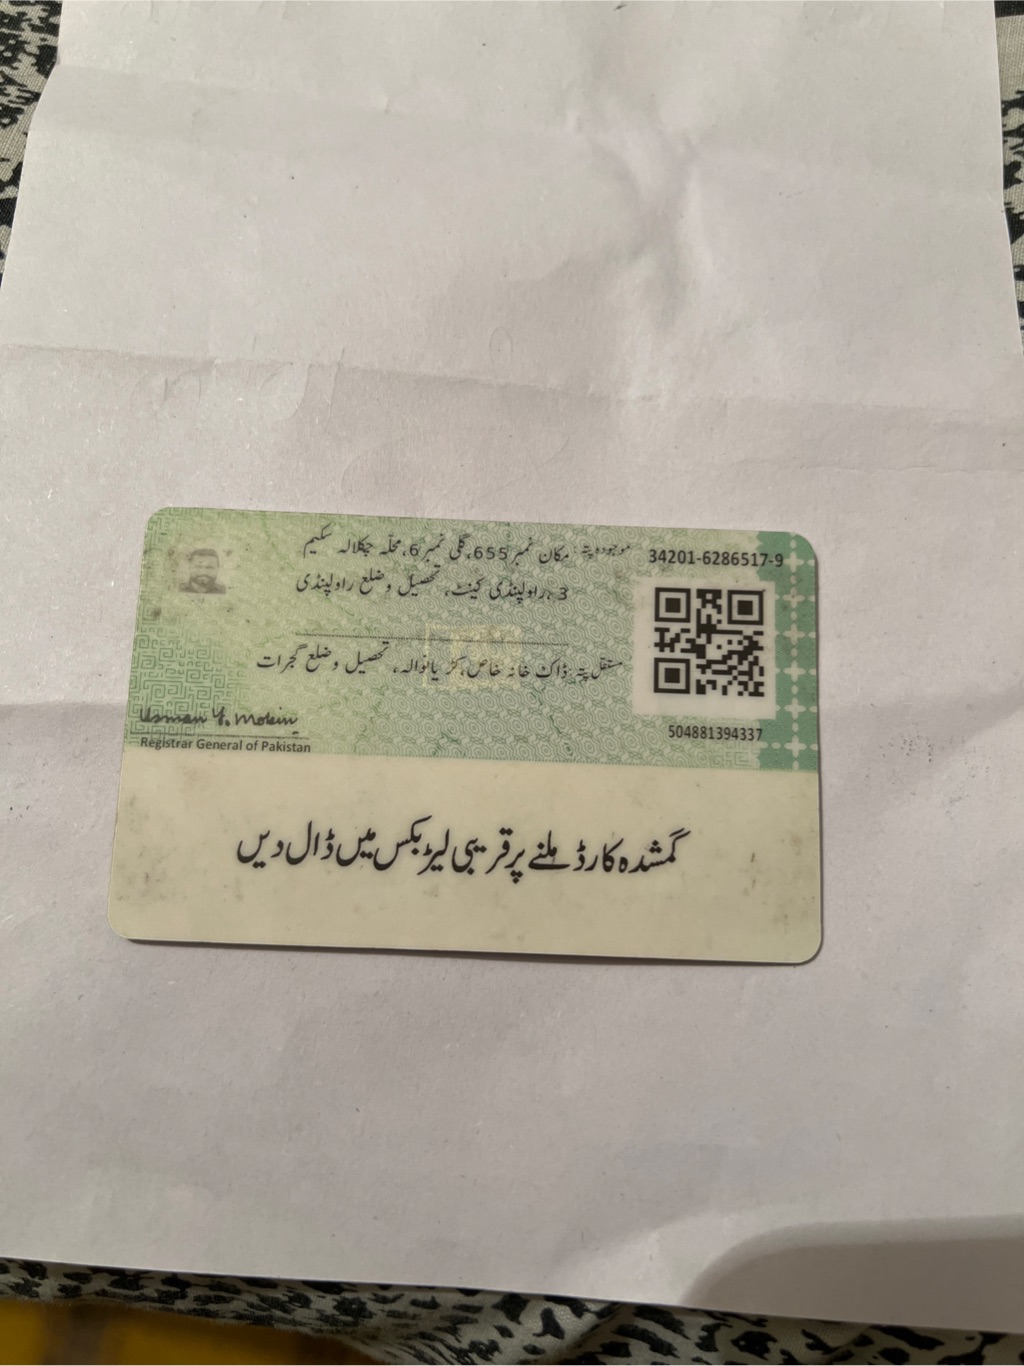 موجودہ پتہ: مکان نمبر 655، گلی نمبر 6، محلہ چکلالہ سکیم
3، راولپنڈی کینٹ، تحصیل و ضلع راولپنڈی
34201-6286517-9
مستقل پتہ: ڈاک خانہ خاص، کڑیانوالہ، تحصیل و ضلع گجرات
504881394337
Usman Y. Mobin
Registrar General of Pakistan
گمشدہ کارڈ ملنے پر قریبی لیٹر بکس میں ڈال دیں